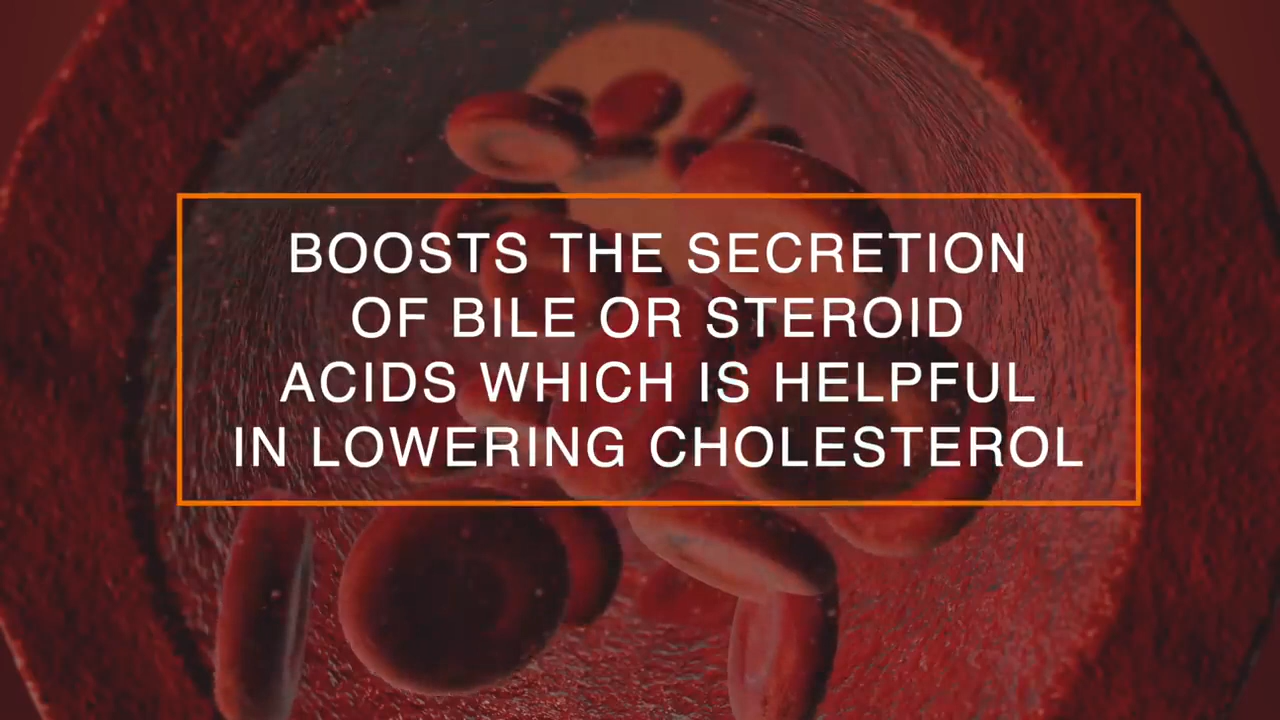 BOOSTS THE SECRETION
OF BILE OR STEROID
ACIDS WHICH IS HELPFUL
IN LOWERING CHOLESTEROL